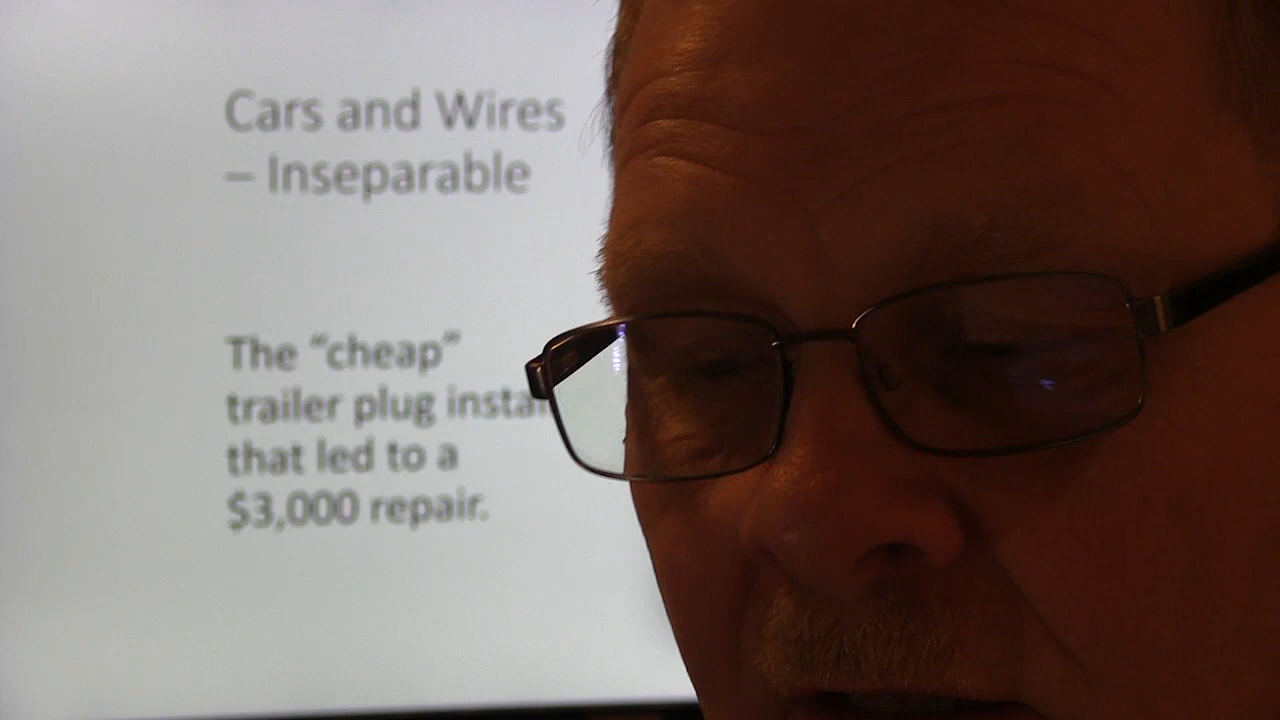 Cars and Wires
– Inseparable
The “cheap”
trailer plug
that led to a
$3,000 repair.